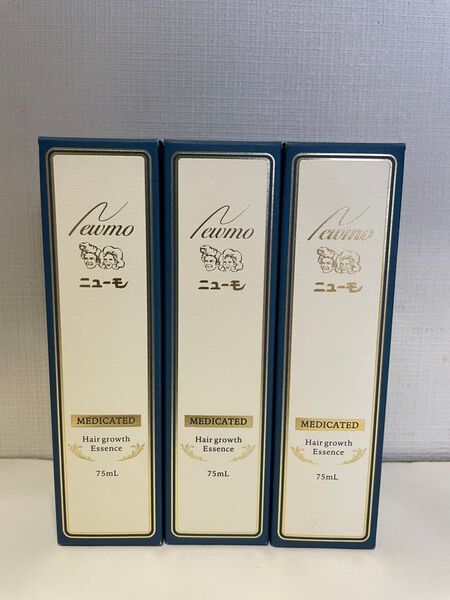 Newmo
ニューモ
MEDICATED
Hair growth
Essence
75mL
Newmo
ニューモ
MEDICATED
Hair growth
Essence
75mL
Newmo
ニューモ
MEDICATED
Hair growth
Essence
75mL